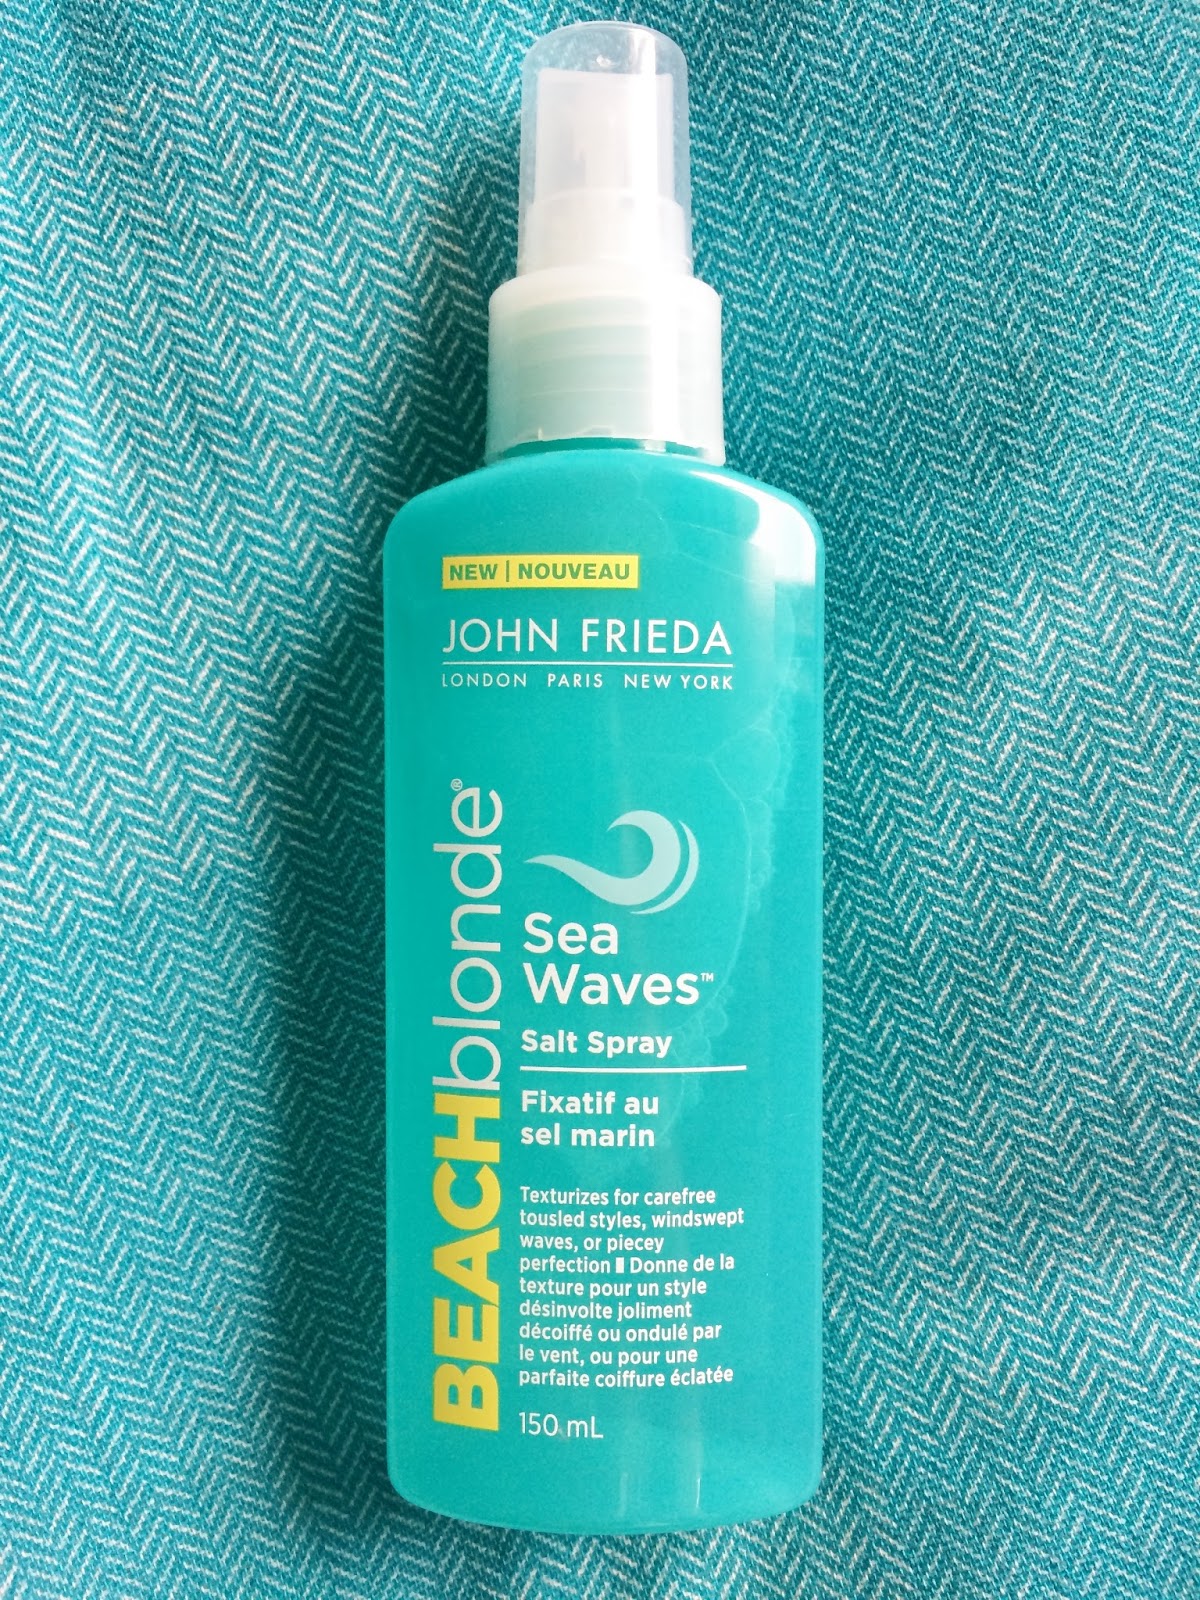 NEW | NOUVEAU
JOHN FRIEDA
LONDON PARIS NEW YORK
BEACHblonde®
Sea
Waves™
Salt Spray
Fixatif au
sel marin
Texturizes for carefree
tousled styles, windswept
waves, or piecey
perfection ▮ Donne de la
texture pour un style
désinvolte joliment
décoiffé ou ondulé par
le vent, ou pour une
parfaite coiffure éclatée
150 mL